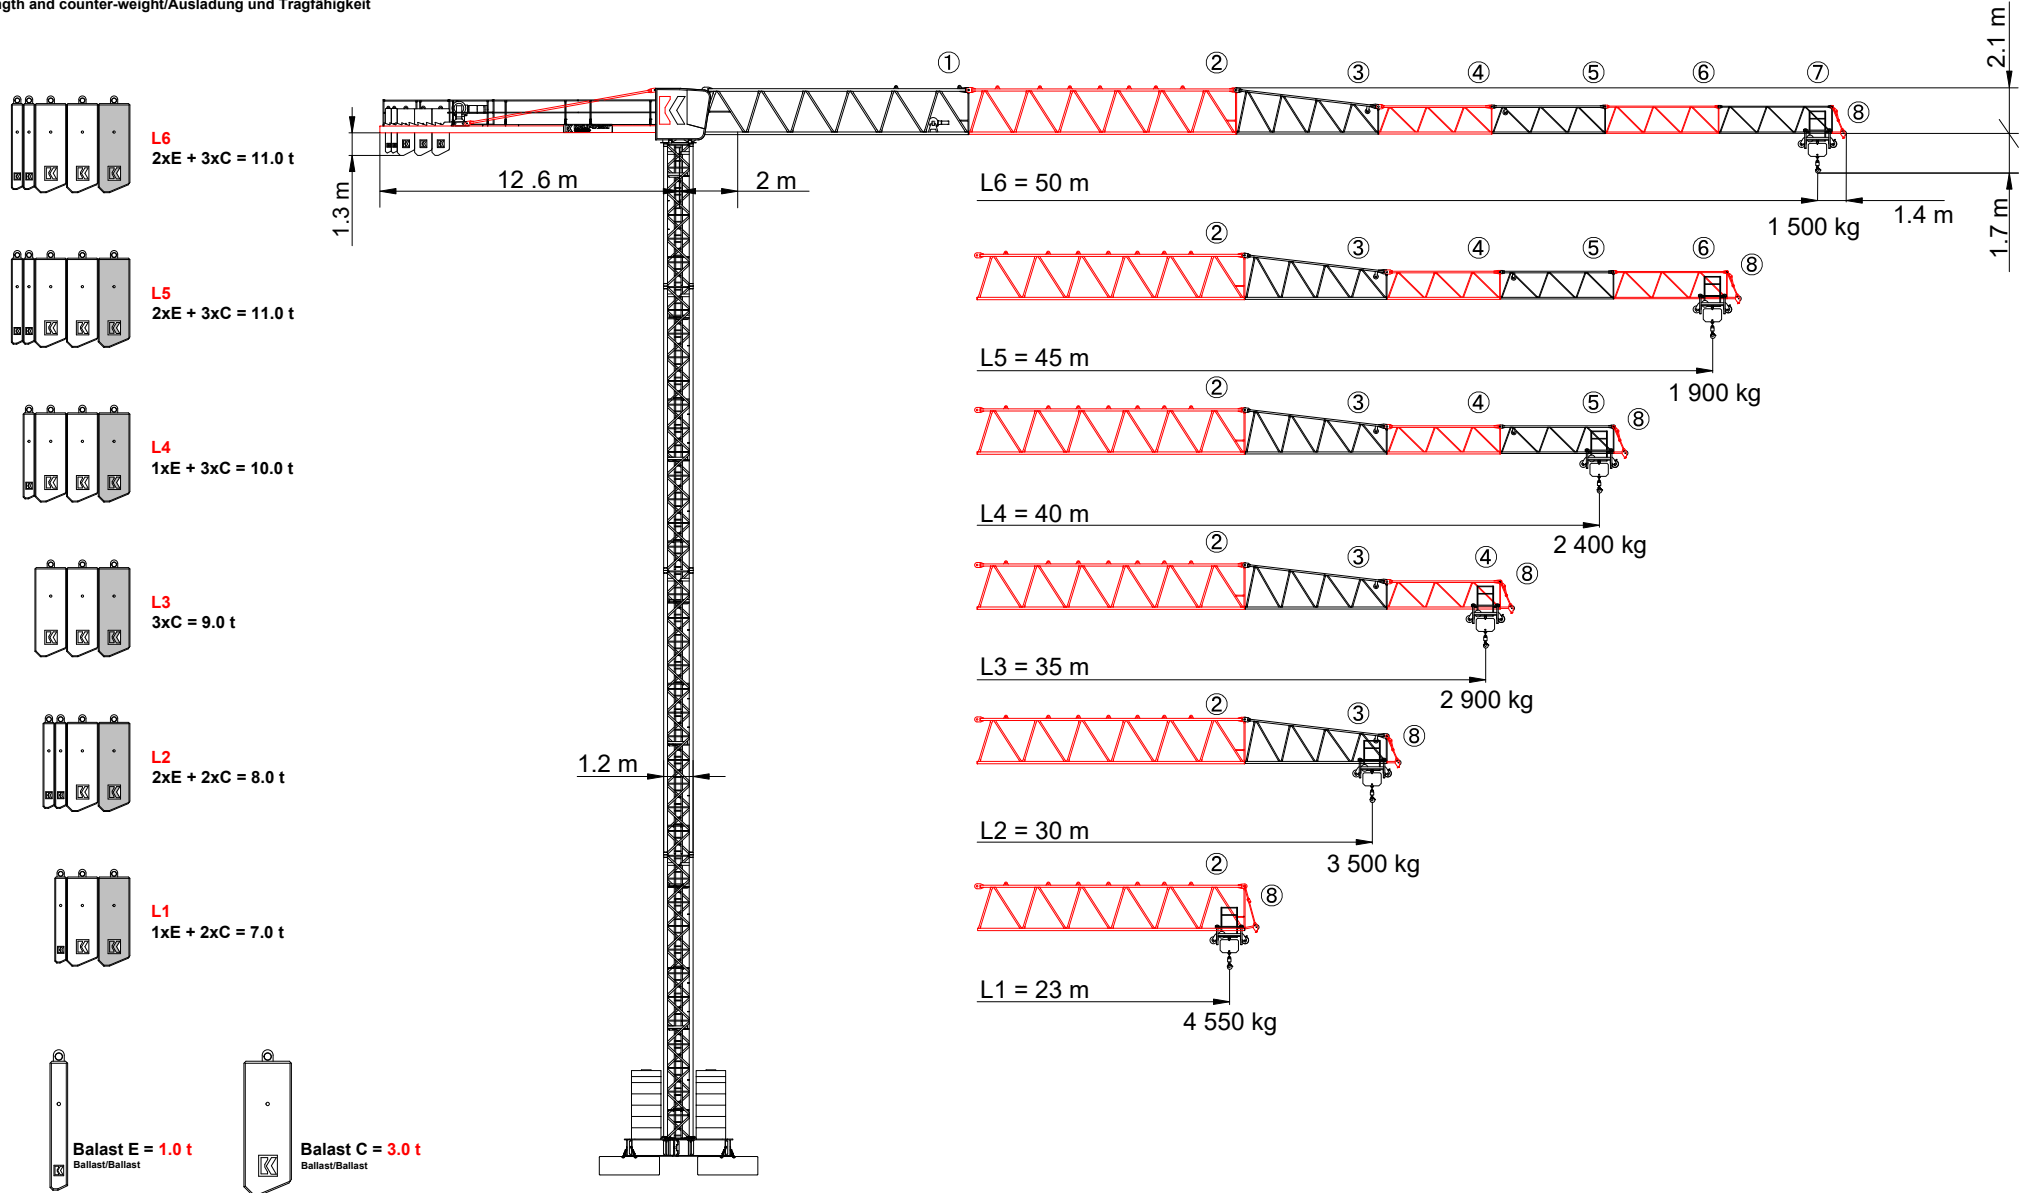 and counter-weight/Ausladung und Tragfähigkeit
① ② ③ ④ ⑤ ⑥ ⑦ ⑧
2.1 m
L6
2xE + 3xC = 11.0 t
12 .6 m
2 m
1.3 m
L6 = 50 m
1 500 kg
1.4 m
1.7 m
② ③ ④ ⑤ ⑥ ⑧
L5
2xE + 3xC = 11.0 t
L5 = 45 m
1 900 kg
② ③ ④ ⑤ ⑧
L4
1xE + 3xC = 10.0 t
L4 = 40 m
2 400 kg
② ③ ④ ⑧
L3
3xC = 9.0 t
L3 = 35 m
2 900 kg
② ③ ⑧
L2
2xE + 2xC = 8.0 t
1.2 m
L2 = 30 m
3 500 kg
② ⑧
L1
1xE + 2xC = 7.0 t
L1 = 23 m
4 550 kg
Balast E = 1.0 t
Ballast/Ballast
Balast C = 3.0 t
Ballast/Ballast